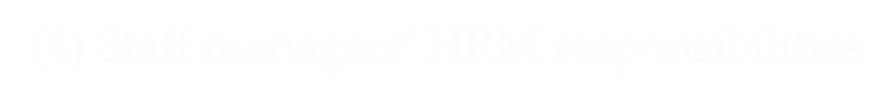 (4) Staff managers' HRM responsibilities